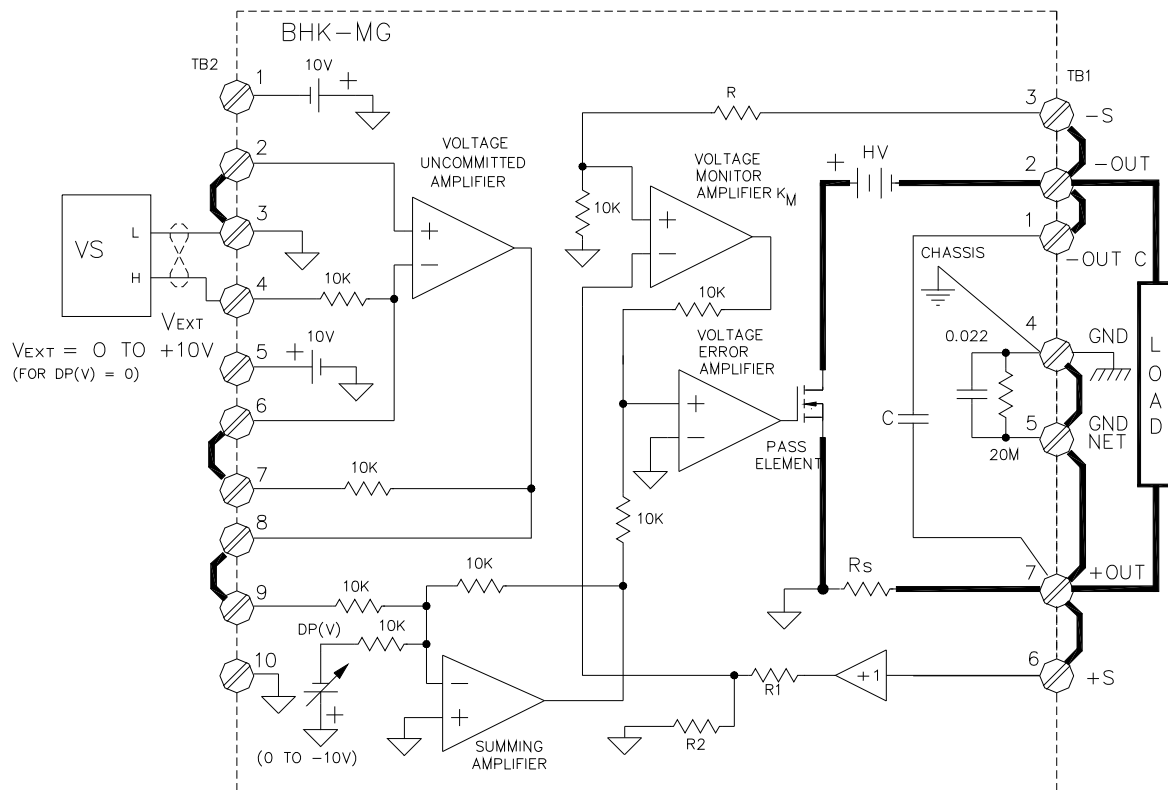 BHK-MG
TB2
1
10V
+
2
3
VOLTAGE
UNCOMMITTED
AMPLIFIER
+
−
VS
L
H
4
10K
VEXT
VEXT = 0 TO +10V
(FOR DP(V) = 0)
5
+
10V
6
7
10K
8
9
10K
10K
DP(V)
10K
10
+
(0 TO -10V)
−
+
SUMMING
AMPLIFIER
R
10K
VOLTAGE
MONITOR
AMPLIFIER KM
+
−
10K
VOLTAGE
ERROR
AMPLIFIER
+
−
10K
PASS
ELEMENT
+
HV
C
CHASSIS
0.022
20M
RS
R1
+1
R2
TB1
3
-S
2
-OUT
1
-OUT C
4
GND
5
GND
NET
7
+OUT
6
+S
LOAD